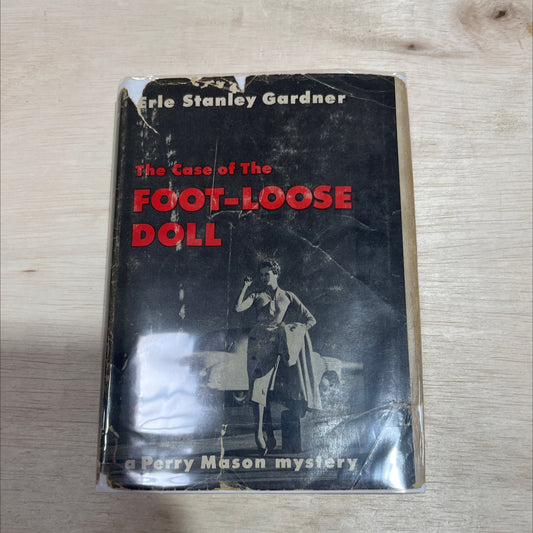 Erle Stanley Gardner
The Case of The
FOOT-LOOSE
DOLL
a Perry Mason mystery